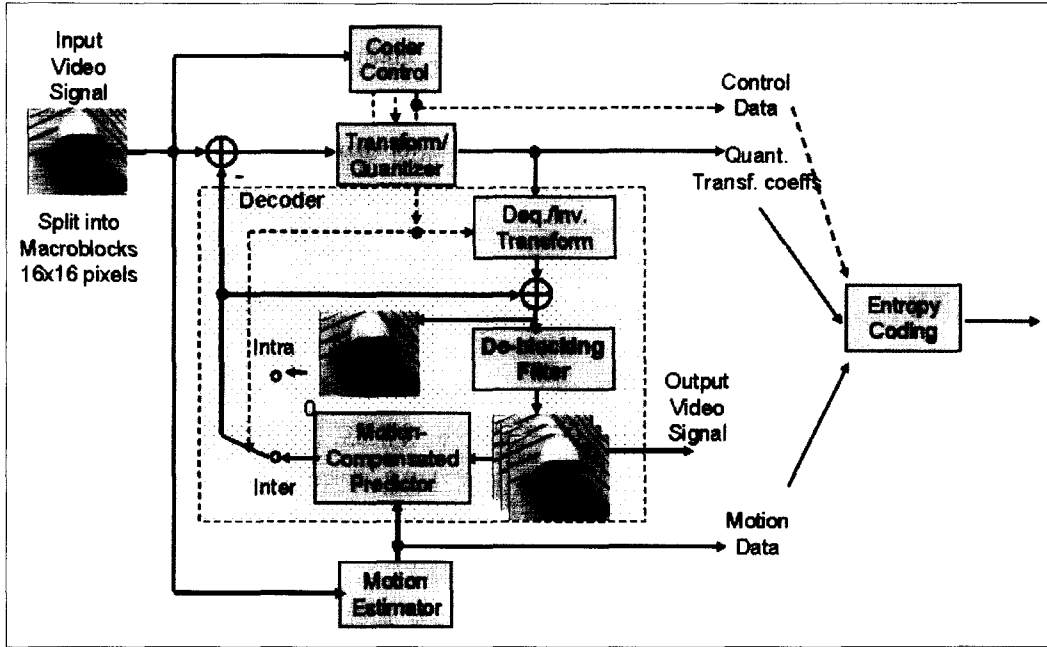 Input
Video
Signal
Coder
Control
Control
Data
Transform/
Quantizer
Quant.
Transf. coeffs
-
Decoder
Split into
Macroblocks
16x16 pixels
Deq./Inv.
Transform
Entropy
Coding
Intra
De-blocking
Filter
Output
Video
Signal
0
Motion-
Compensated
Predictor
Inter
Motion
Data
Motion
Estimator